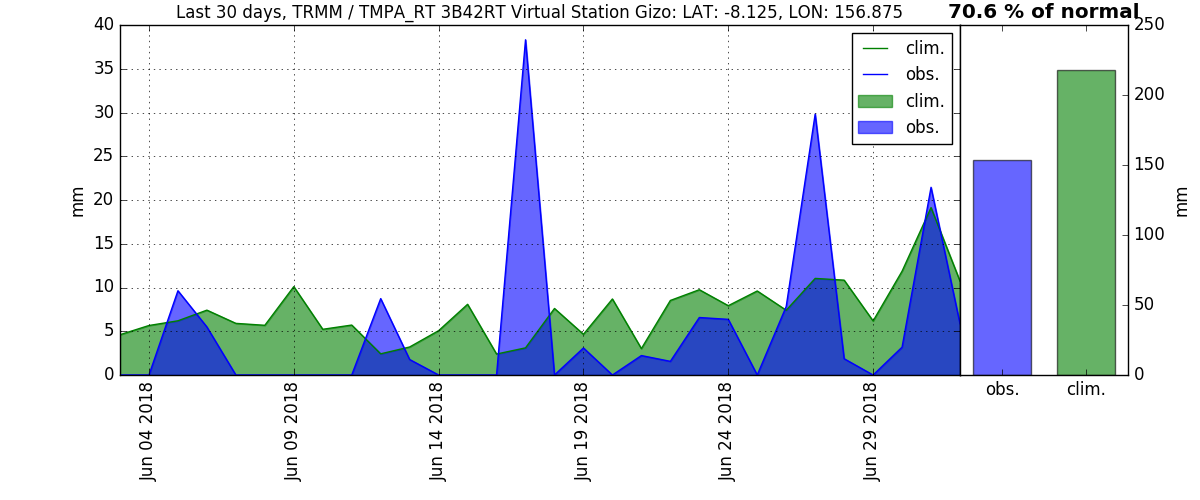 Last 30 days, TRMM / TMPA_RT 3B42RT Virtual Station Gizo: LAT: -8.125, LON: 156.875
70.6 % of normal
40
35
30
25
20
15
10
5
0
mm
clim.
obs.
clim.
obs.
Jun 04 2018
Jun 09 2018
Jun 14 2018
Jun 19 2018
Jun 24 2018
Jun 29 2018
250
200
150
100
50
0
mm
obs.
clim.